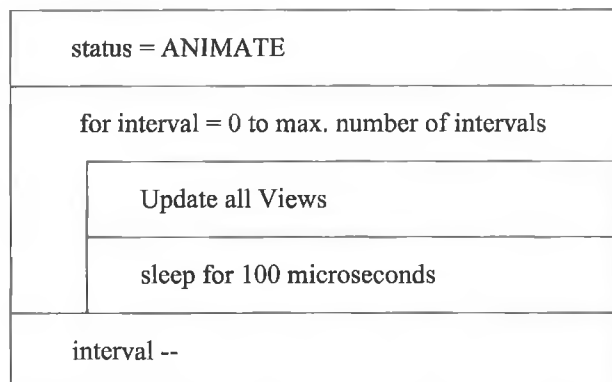 status = ANIMATE
for interval = 0 to max. number of intervals
Update all Views
sleep for 100 microseconds
interval --